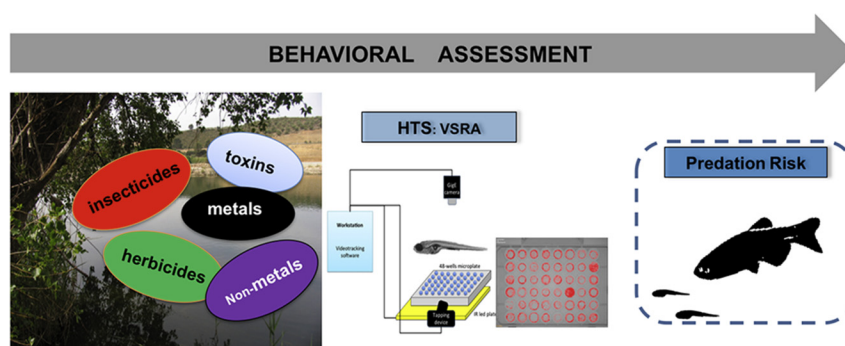 BEHAVIORAL ASSESSMENT
insecticides
toxins
metals
herbicides
Non-metals
HTS: VSRA
GigE
camera
Workstation
Videotracking
software
48-wells microplate
Tapping
device
IR led plate
Predation Risk